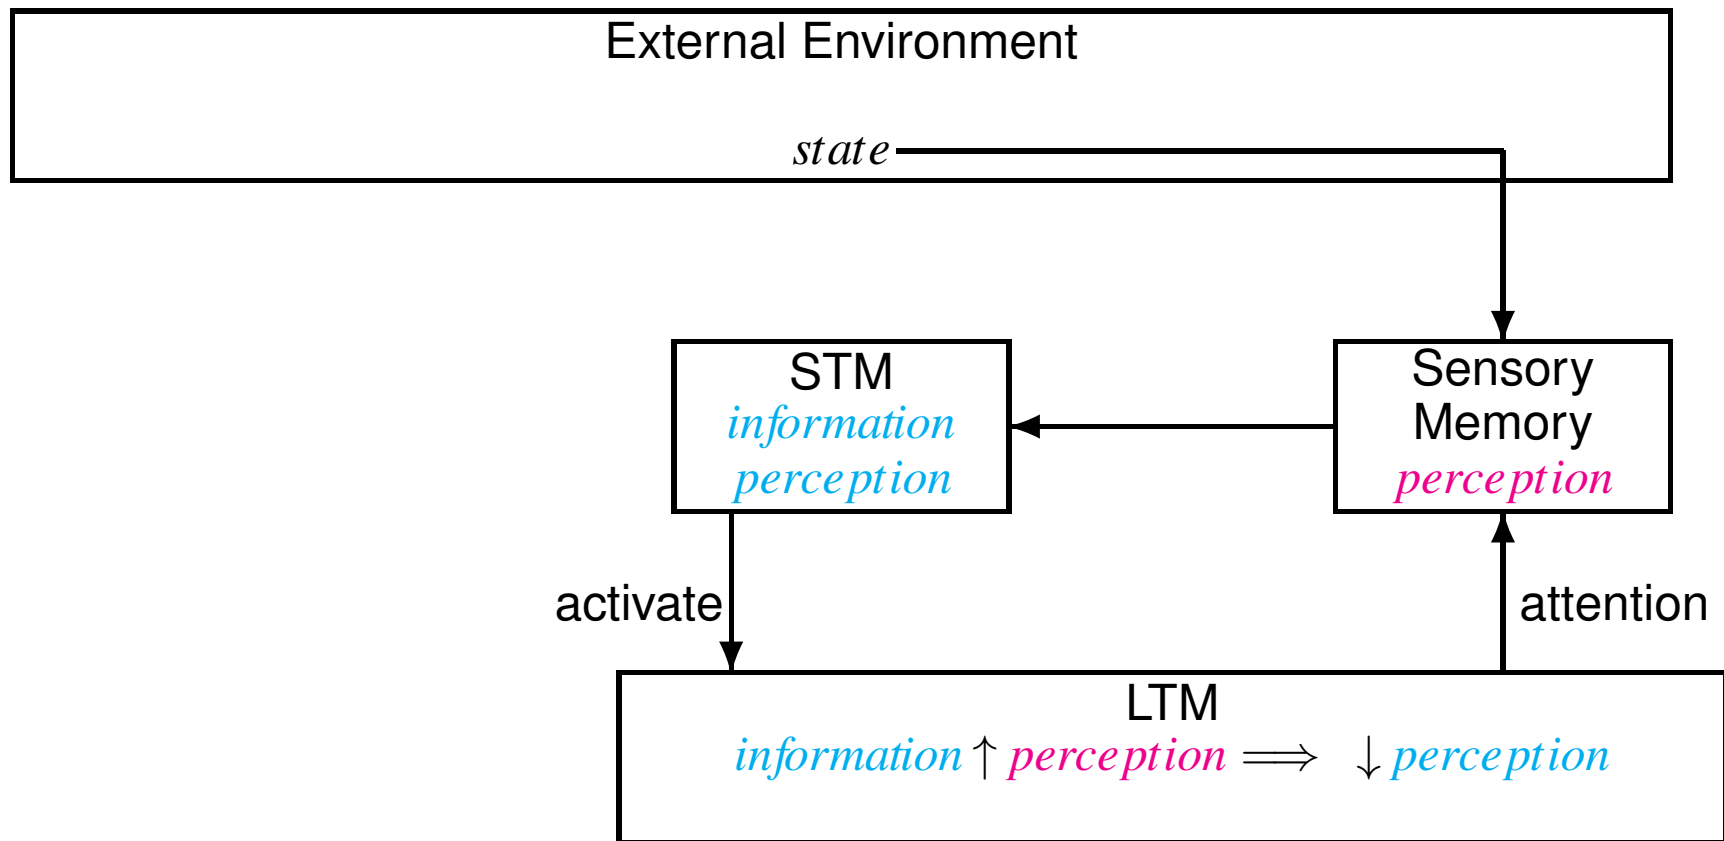 External Environment
state
STM
information
perception
Sensory
Memory
perception
activate
attention
LTM
information ↑ perception ⟹ ↓ perception